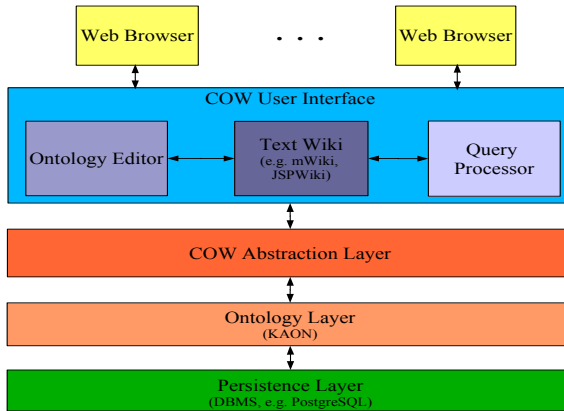 Web Browser
. . .
Web Browser
COW User Interface
Ontology Editor
Text Wiki
(e.g. mWiki,
JSPWiki)
Query
Processor
COW Abstraction Layer
Ontology Layer
(KAON)
Persistence Layer
(DBMS, e.g. PostgreSQL)